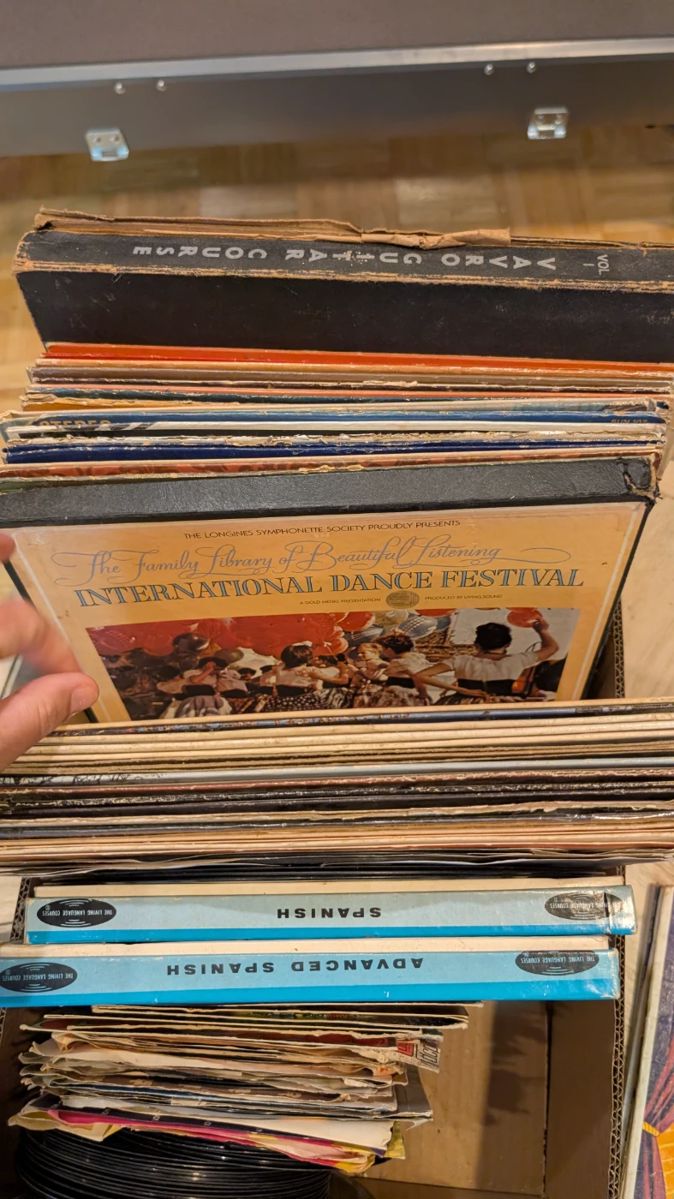 VOL. I
VAVRO GUITAR COURSE
STEREO
THE LONGINES SYMPHONETTE SOCIETY PROUDLY PRESENTS
The Family Library of Beautiful Listening
INTERNATIONAL DANCE FESTIVAL
A GOLD MEDAL PRESENTATION
PRODUCED BY LIVING SOUND
THE LIVING LANGUAGE COURSES
SPANISH
THE LIVING LANGUAGE COURSES
THE LIVING LANGUAGE COURSES
ADVANCED SPANISH
THE LIVING LANGUAGE COURSES